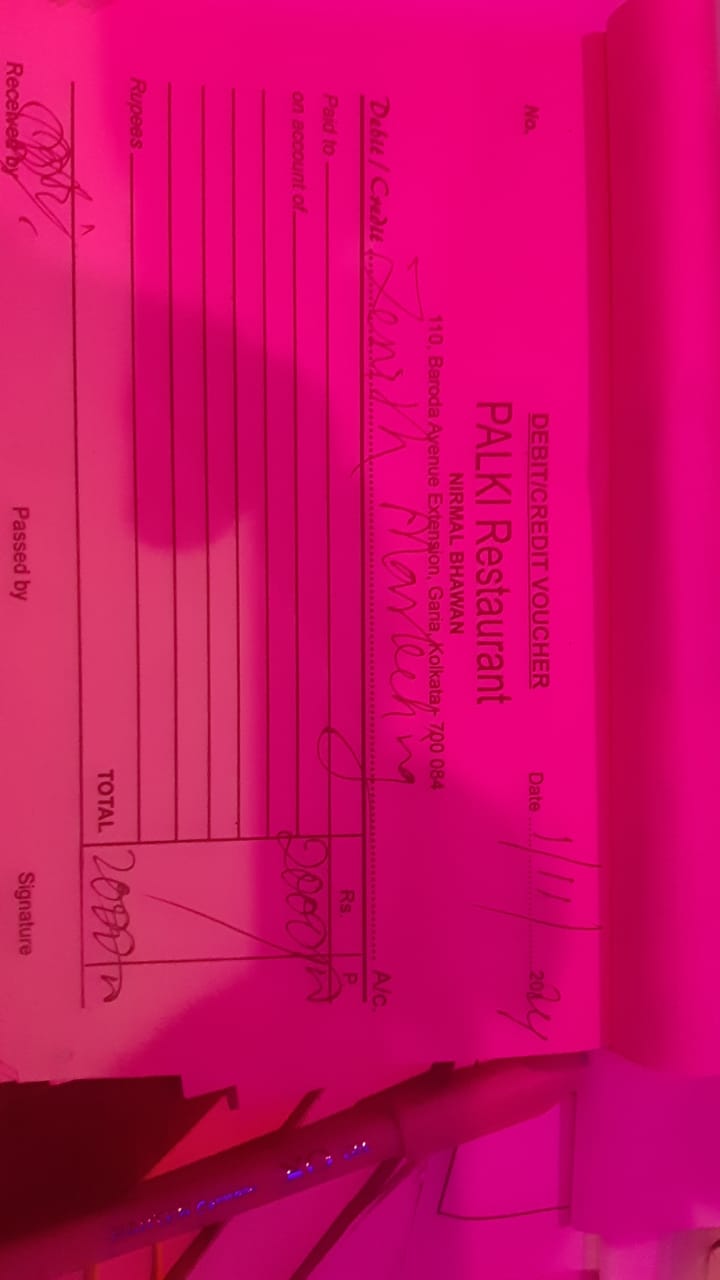 DEBIT/CREDIT VOUCHER
PALKI Restaurant
NIRMAL BHAWAN
110, Baroda Avenue Extension, Garia, Kolkata - 700 084
No. Date 1/11/ 2024
Debit / Credit Zenith Marketing A/c.
Paid to Rs. P.
on account of 2000
Rupees
TOTAL 2000
Received by Passed by Signature